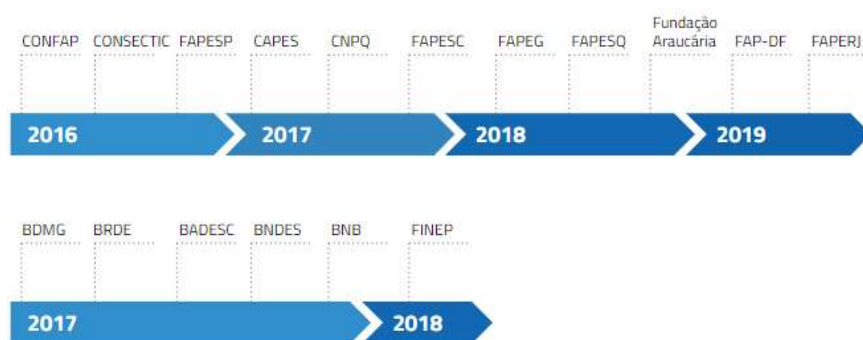 CONFAP CONSECTIC FAPESP CAPES CNPQ FAPESC FAPEG FAPESQ Fundação Araucária FAP-DF FAPERJ
2016 2017 2018 2019
BDMG BRDE BADESC BNDES BNB FINEP
2017 2018